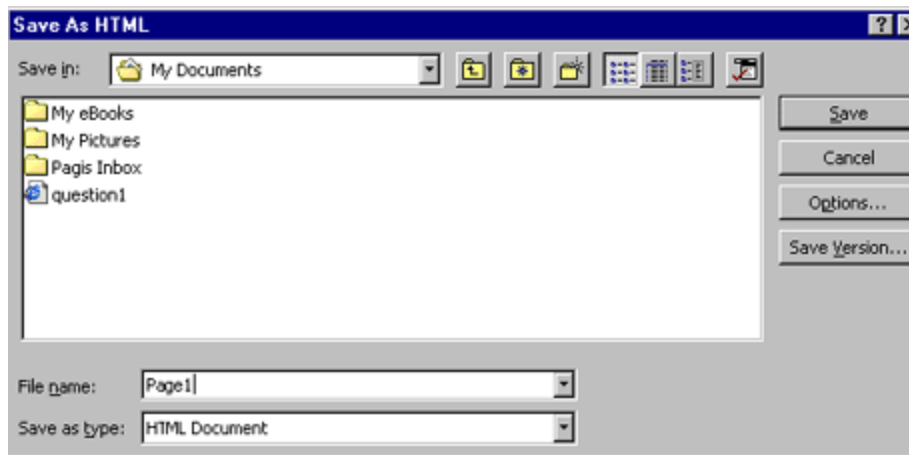 Save As HTML
Save in: My Documents
My eBooks
My Pictures
Pagis Inbox
question1
Save
Cancel
Options...
Save Version...
File name: Page1
Save as type: HTML Document